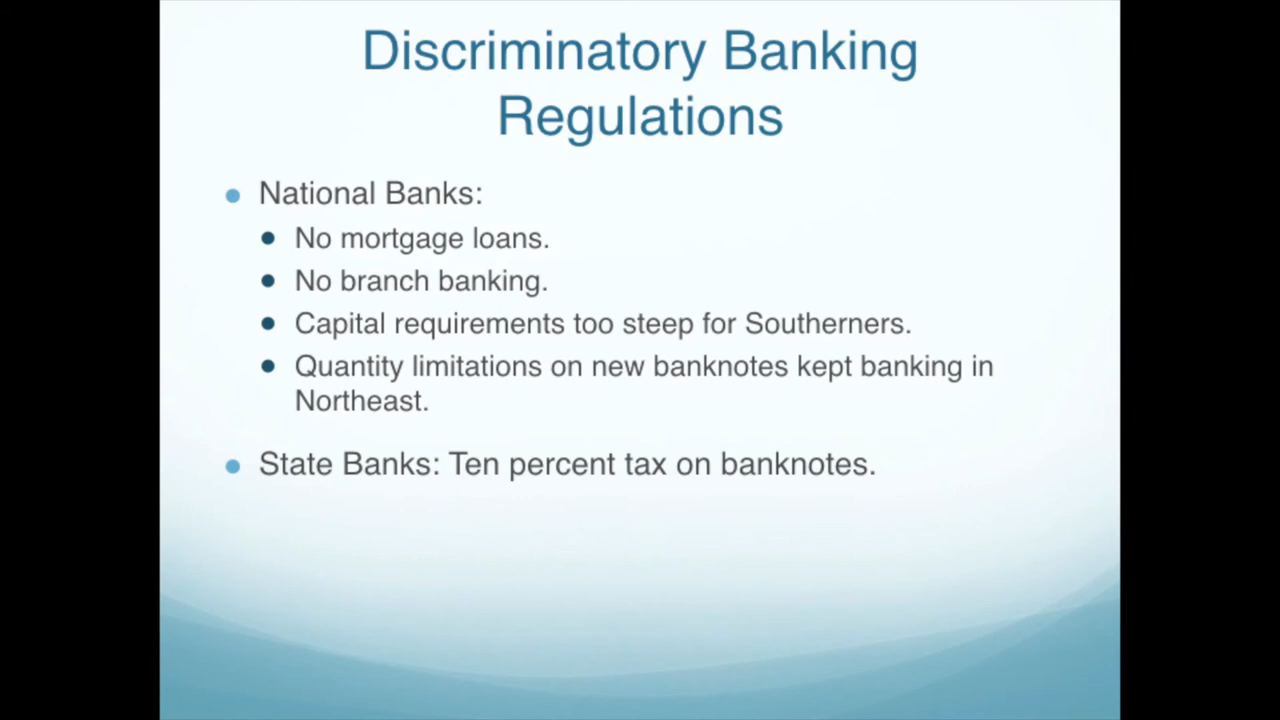 Discriminatory Banking
Regulations
National Banks:
No mortgage loans.
No branch banking.
Capital requirements too steep for Southerners.
Quantity limitations on new banknotes kept banking in
Northeast.
State Banks: Ten percent tax on banknotes.